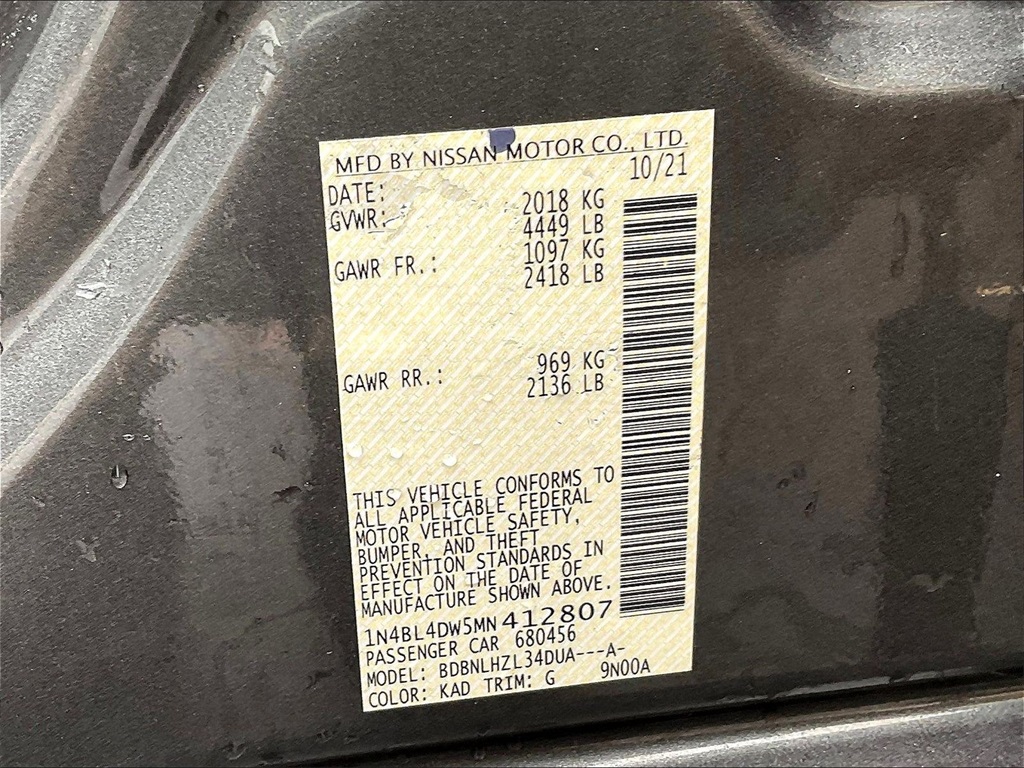 MFD BY NISSAN MOTOR CO., LTD.
DATE: 10/21
GVWR: 2018 KG
4449 LB
GAWR FR.: 1097 KG
2418 LB
GAWR RR.: 969 KG
2136 LB
THIS VEHICLE CONFORMS TO
ALL APPLICABLE FEDERAL
MOTOR VEHICLE SAFETY,
BUMPER, AND THEFT
PREVENTION STANDARDS IN
EFFECT ON THE DATE OF
MANUFACTURE SHOWN ABOVE.
1N4BL4DW5MN412807
PASSENGER CAR 680456
MODEL: BDBNLHZL34DUA---A-
COLOR: KAD TRIM: G 9N00A